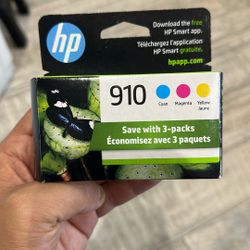 hp
Download the free
HP Smart app.
Téléchargez l'app
HP Smart gratuite.
hpapp.com
910
Cyan
Magenta
Yellow
Jaune
Save with 3-packs
Économisez avec 3 paquets